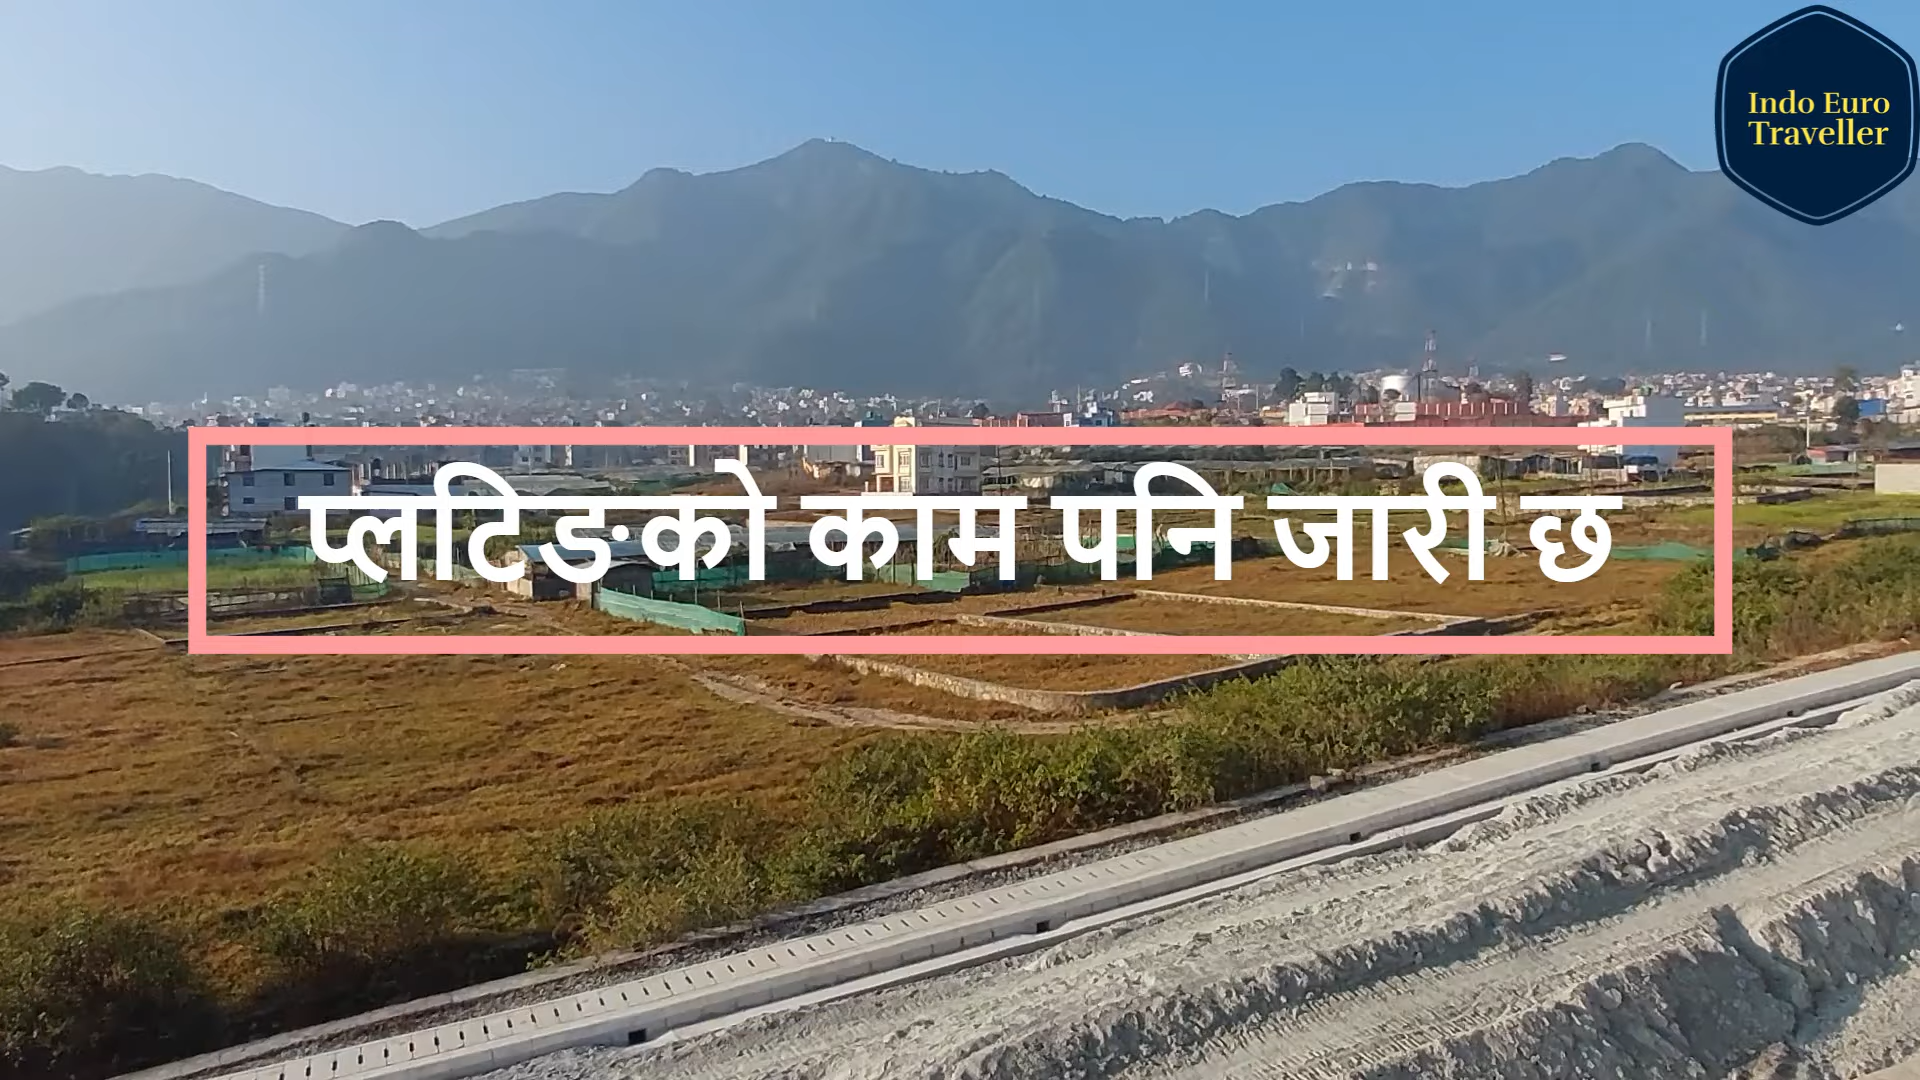 Indo Euro
Traveller
प्लटिङको काम पनि जारी छ